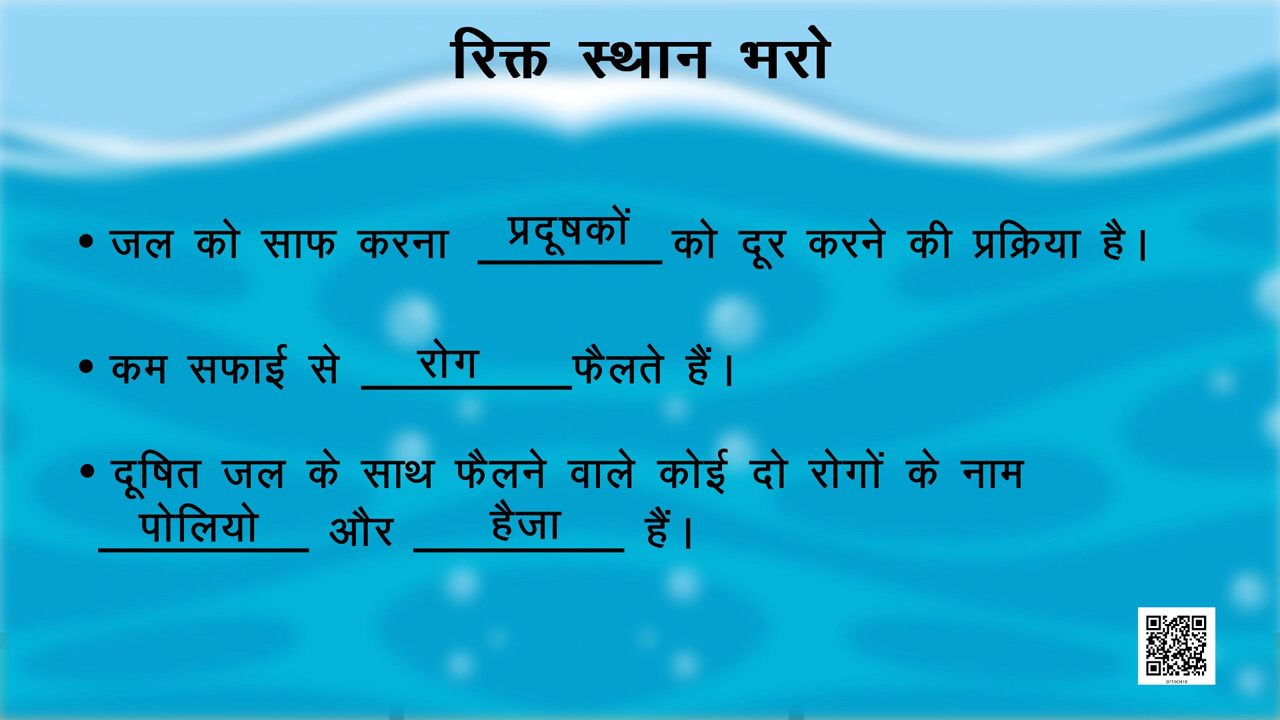 रिक्त स्थान भरो
• जल को साफ करना प्रदूषकों को दूर करने की प्रक्रिया है।
• कम सफाई से रोग फैलते हैं।
• दूषित जल के साथ फैलने वाले कोई दो रोगों के नाम
पोलियो और हैजा हैं।